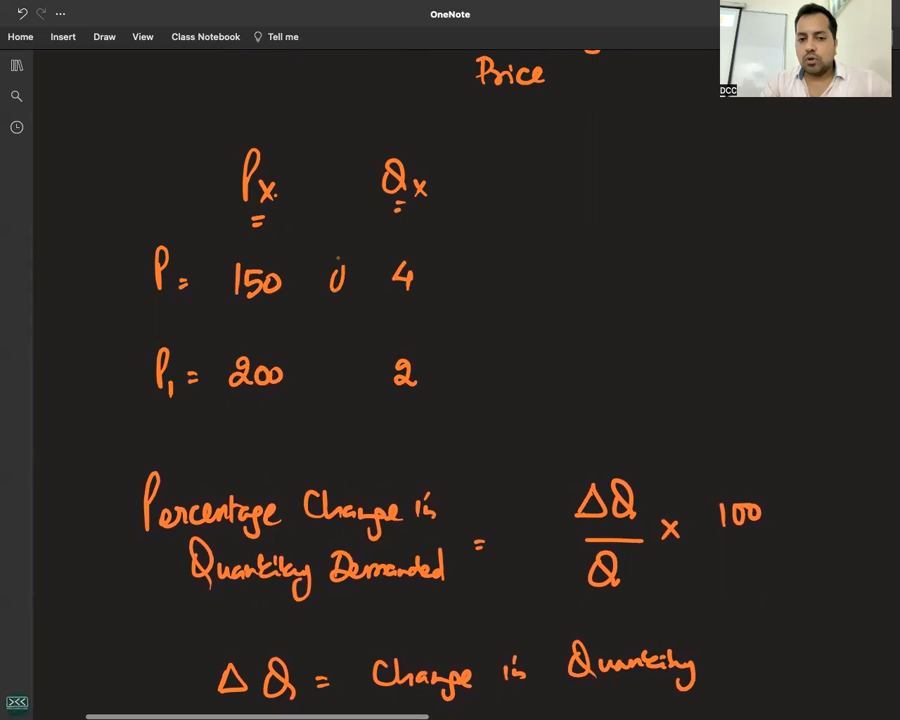 OneNote
Home Insert Draw View Class Notebook Tell me
DCC
Price
Px Qx
P = 150 4
P1 = 200 2
Percentage Change in
Quantity Demanded = ΔQ / Q × 100
ΔQ = Change in Quantity